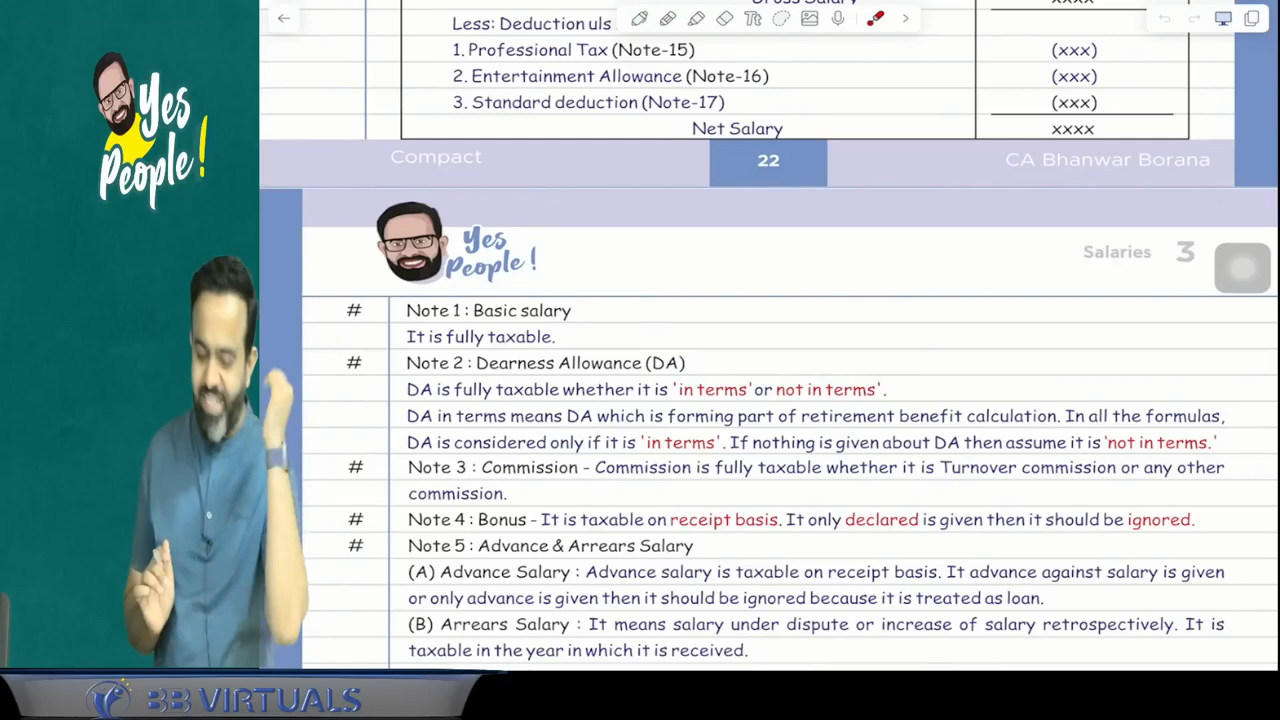 Yes
People!
Gross Salary
xxxx
Less: Deduction uls
1. Professional Tax (Note-15)
(xxx)
2. Entertainment Allowance (Note-16)
(xxx)
3. Standard deduction (Note-17)
(xxx)
Net Salary
xxxx
Compact
22
CA Bhanwar Borana
Yes
People!
Salaries 3
# Note 1 : Basic salary
It is fully taxable.
# Note 2 : Dearness Allowance (DA)
DA is fully taxable whether it is 'in terms' or not in terms'.
DA in terms means DA which is forming part of retirement benefit calculation. In all the formulas,
DA is considered only if it is 'in terms'. If nothing is given about DA then assume it is 'not in terms.'
# Note 3 : Commission - Commission is fully taxable whether it is Turnover commission or any other
commission.
# Note 4 : Bonus - It is taxable on receipt basis. It only declared is given then it should be ignored.
# Note 5 : Advance & Arrears Salary
(A) Advance Salary : Advance salary is taxable on receipt basis. It advance against salary is given
or only advance is given then it should be ignored because it is treated as loan.
(B) Arrears Salary : It means salary under dispute or increase of salary retrospectively. It is
taxable in the year in which it is received.
BB VIRTUALS